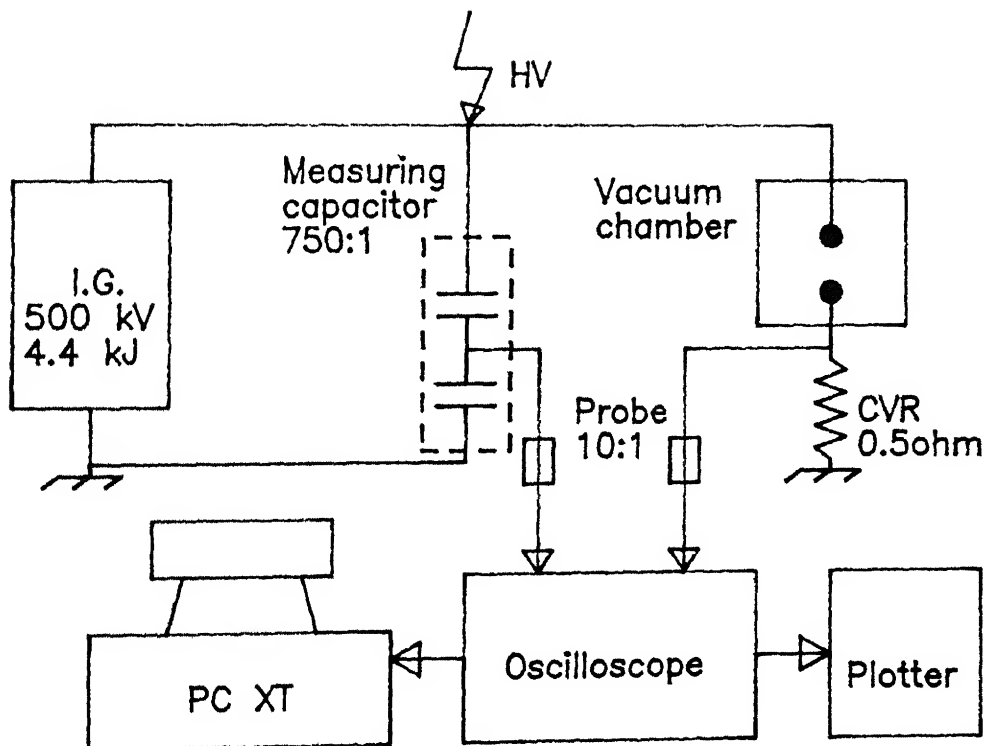 HV
Measuring
capacitor
750:1
Vacuum
chamber
I.G.
500 kV
4.4 kJ
Probe
10:1
CVR
0.5ohm
PC XT
Oscilloscope
Plotter